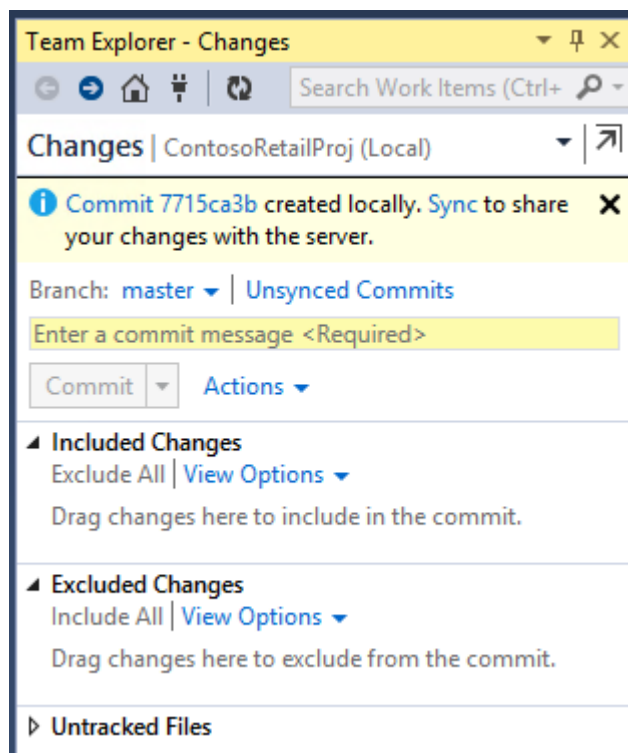 Team Explorer - Changes
Search Work Items (Ctrl+
Changes | ContosoRetailProj (Local)
Commit 7715ca3b created locally. Sync to share
your changes with the server.
Branch: master | Unsynced Commits
Enter a commit message <Required>
Commit Actions
Included Changes
Exclude All | View Options
Drag changes here to include in the commit.
Excluded Changes
Include All | View Options
Drag changes here to exclude from the commit.
Untracked Files